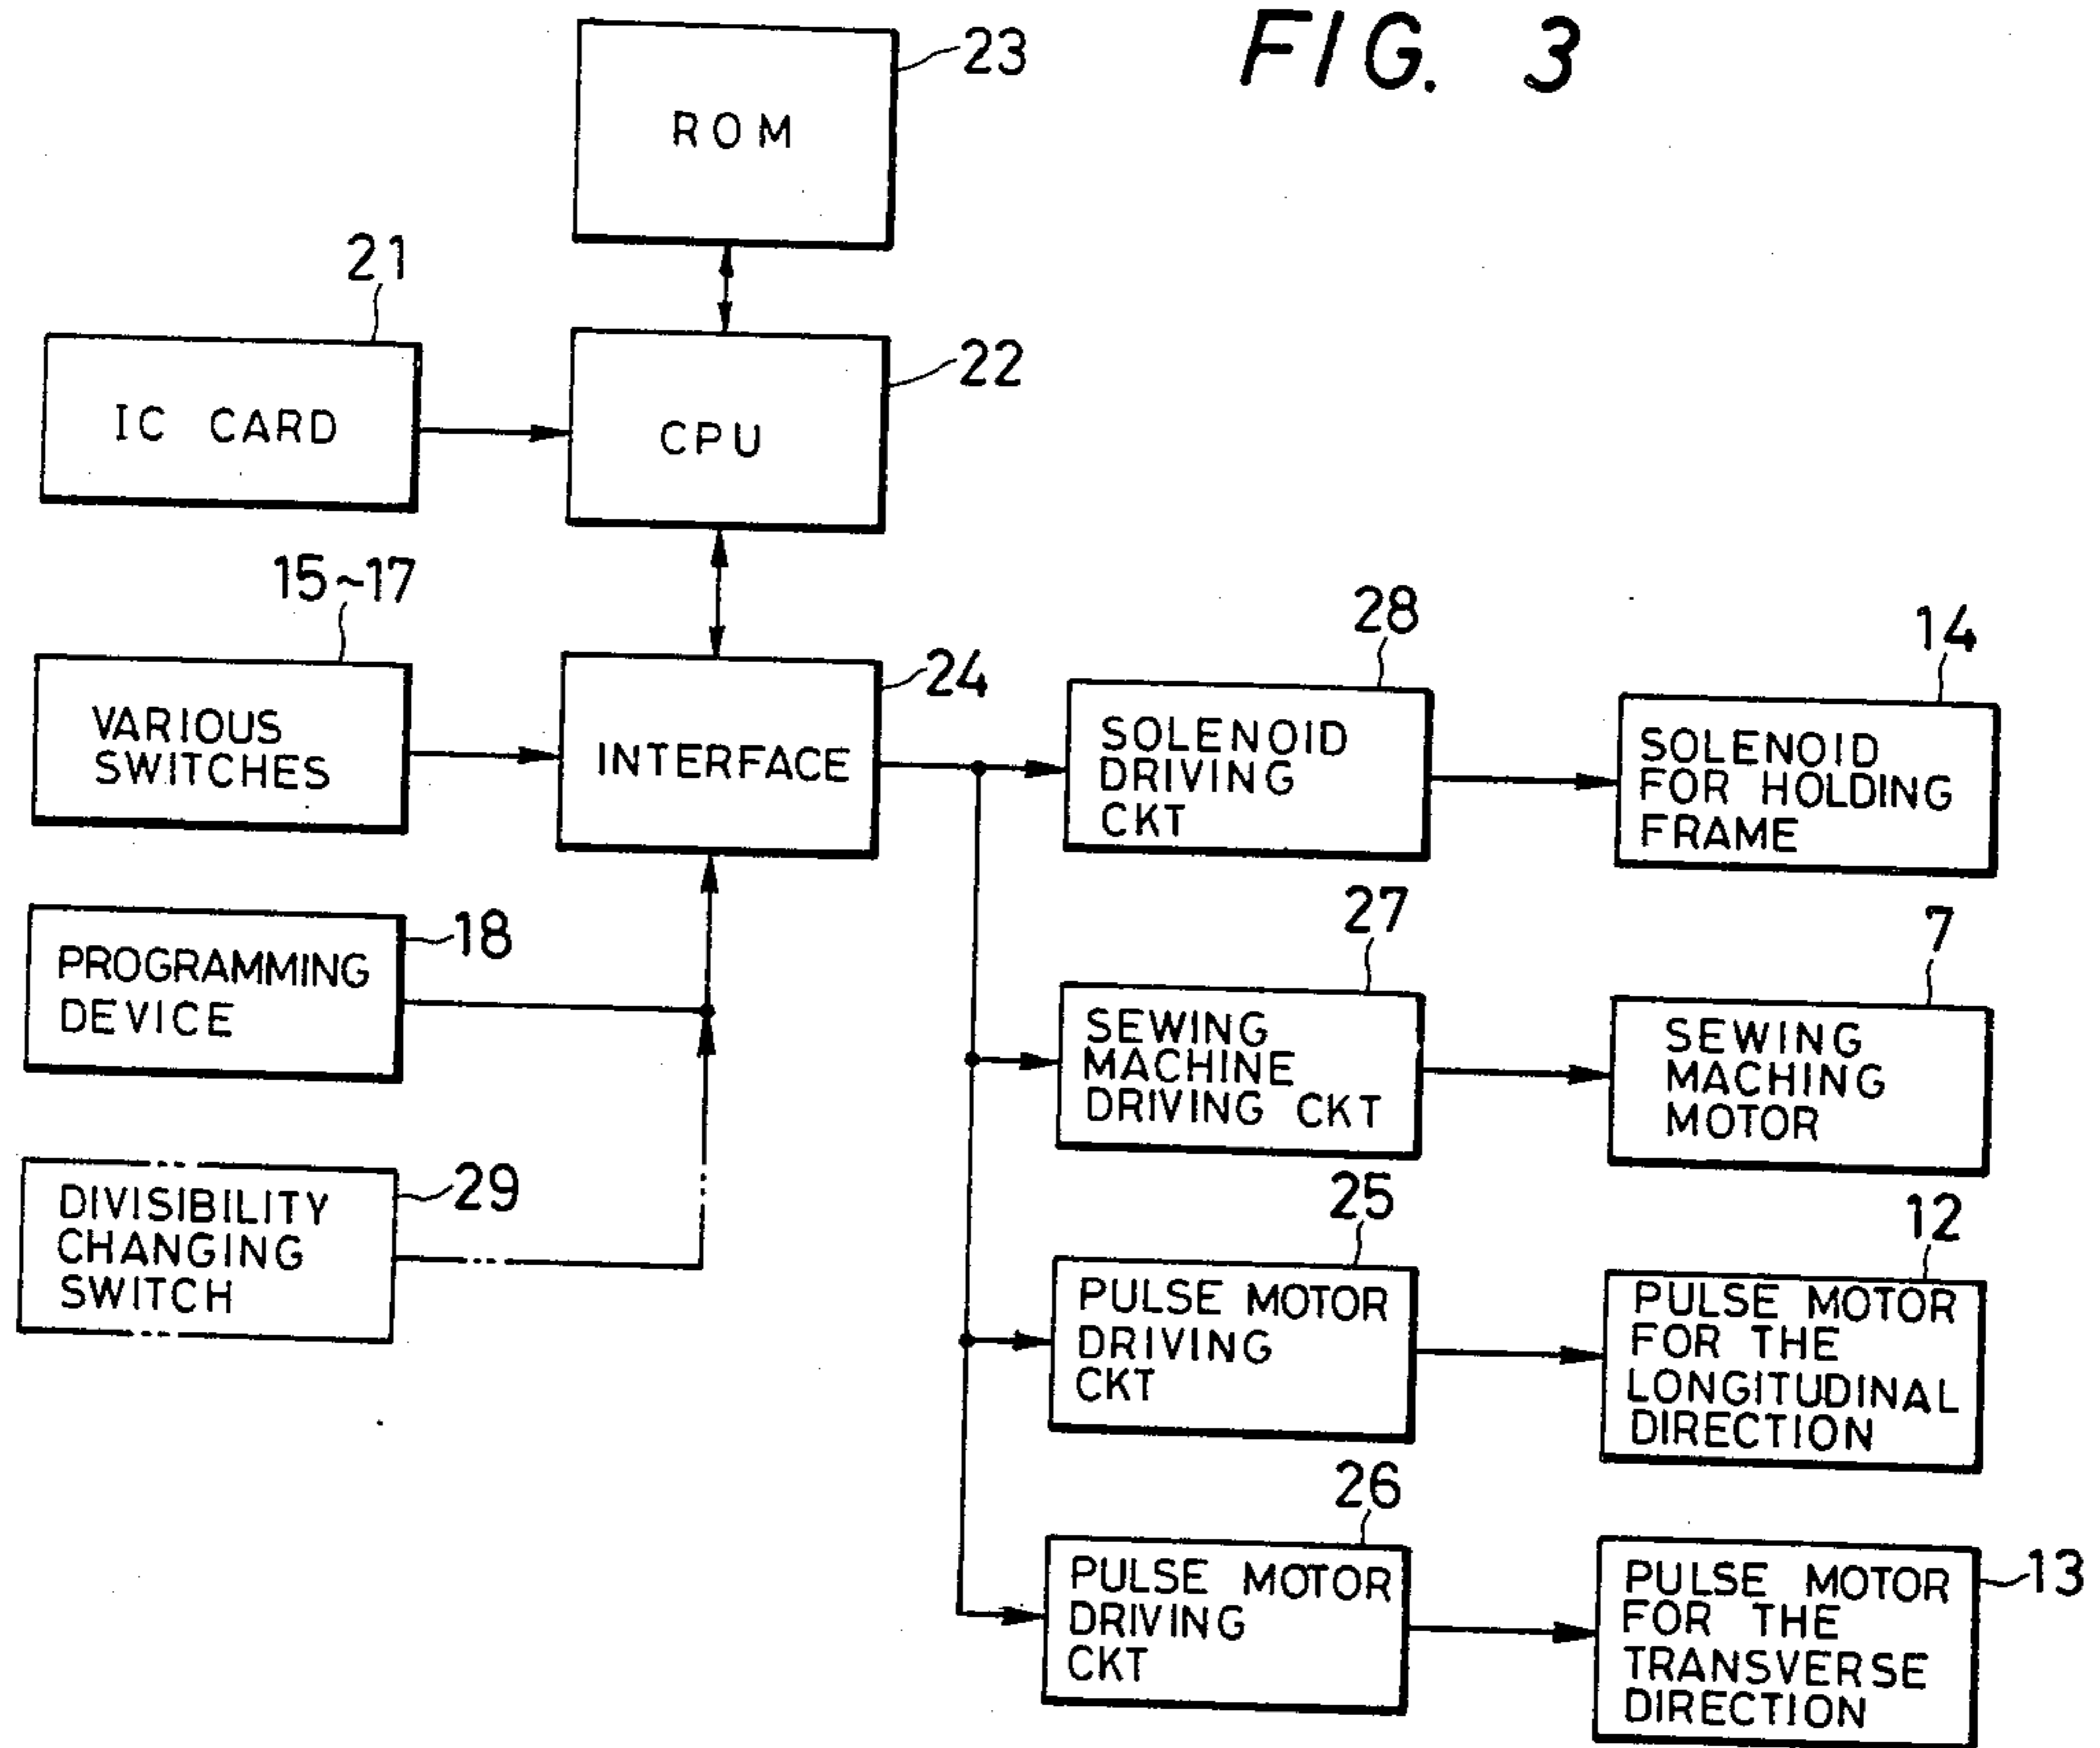 FIG. 3
23
ROM
21
IC CARD
22
CPU
15~17
VARIOUS
SWITCHES
24
INTERFACE
28
SOLENOID
DRIVING
CKT
14
SOLENOID
FOR HOLDING
FRAME
18
PROGRAMMING
DEVICE
27
SEWING
MACHINE
DRIVING CKT
7
SEWING
MACHING
MOTOR
29
DIVISIBILITY
CHANGING
SWITCH
25
PULSE MOTOR
DRIVING
CKT
12
PULSE MOTOR
FOR THE
LONGITUDINAL
DIRECTION
26
PULSE MOTOR
DRIVING
CKT
13
PULSE MOTOR
FOR THE
TRANSVERSE
DIRECTION